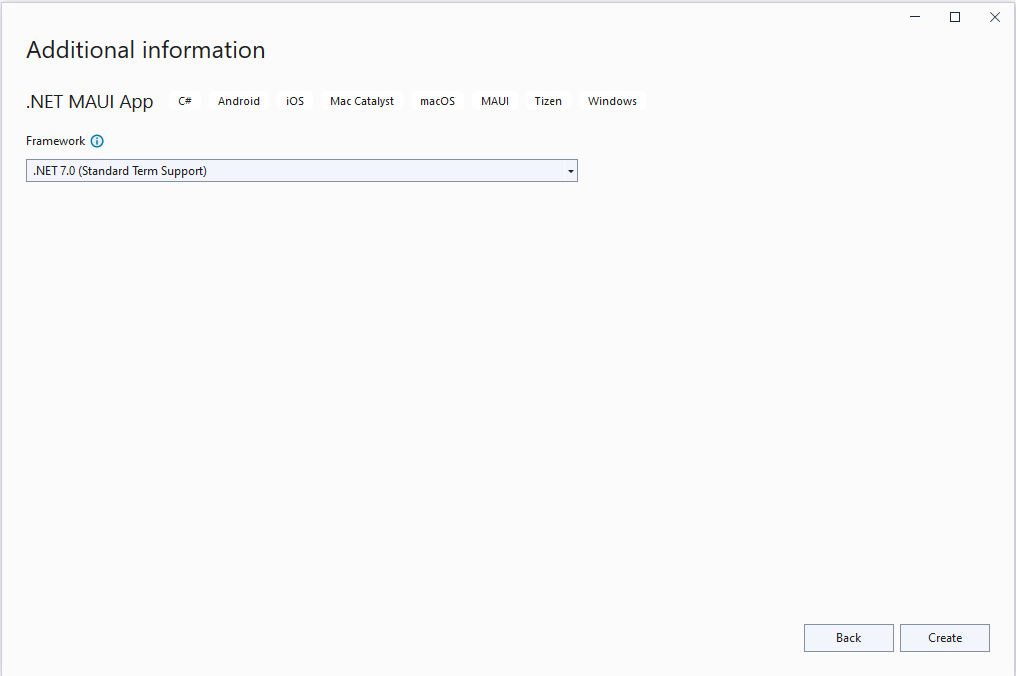 Additional information
.NET MAUI App C# Android iOS Mac Catalyst macOS MAUI Tizen Windows
Framework
.NET 7.0 (Standard Term Support)
Back Create